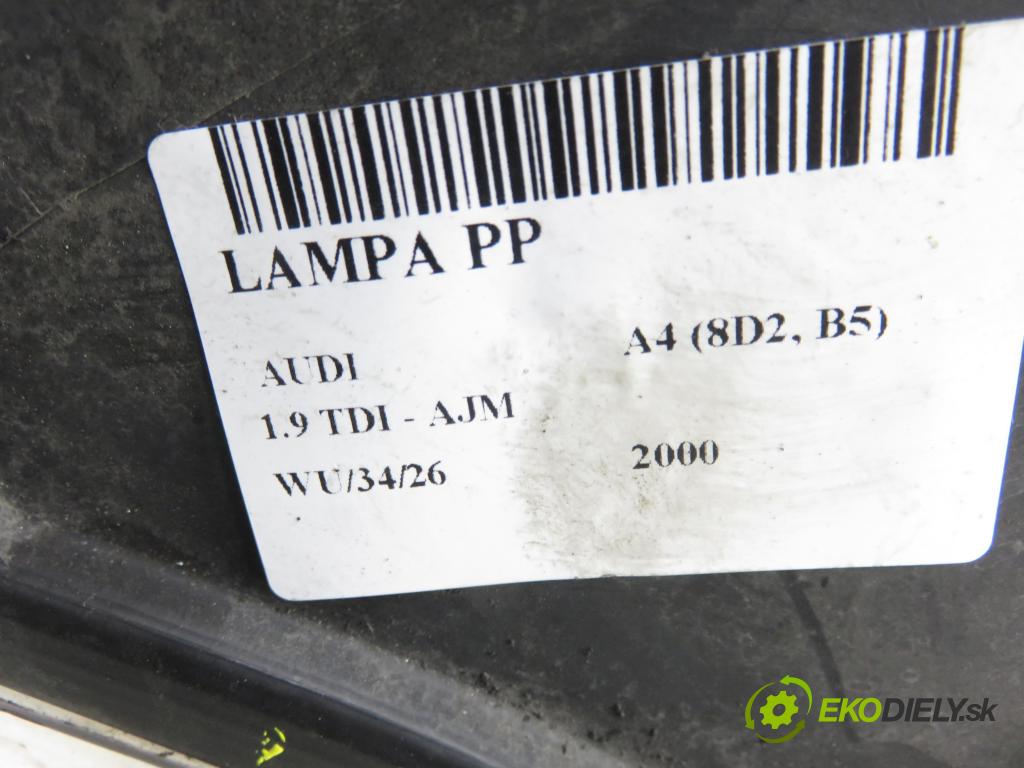 LAMPA PP
AUDI A4 (8D2, B5)
1.9 TDI - AJM
WU/34/26 2000
EKODIELY.sk